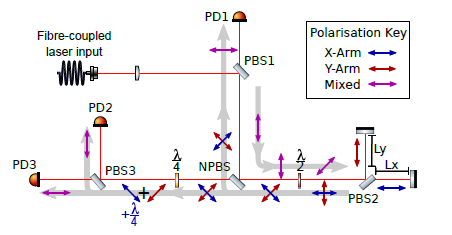 PD1
Fibre-coupled
laser input
PBS1
Polarisation Key
X-Arm
Y-Arm
Mixed
PD2
PD3
PBS3
λ
4
NPBS
λ
2
Ly
Lx
PBS2
+
+λ
4